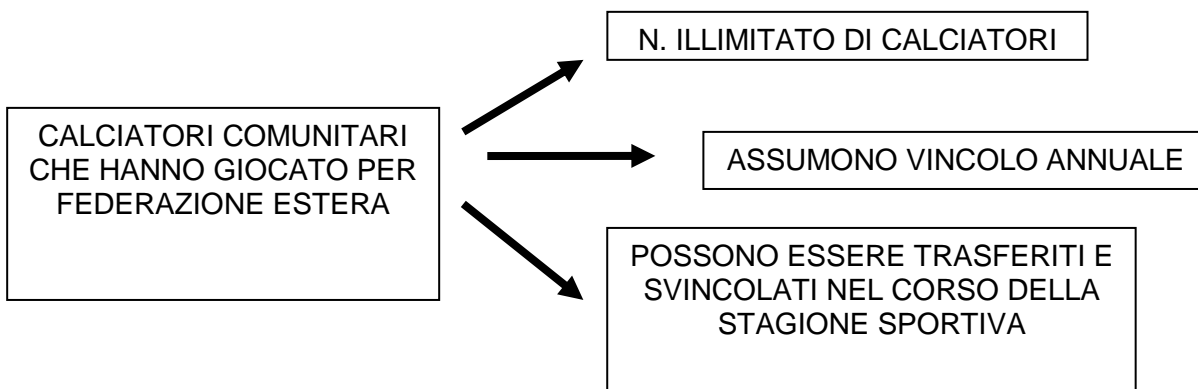 N. ILLIMITATO DI CALCIATORI
CALCIATORI COMUNITARI
CHE HANNO GIOCATO PER
FEDERAZIONE ESTERA
ASSUMONO VINCOLO ANNUALE
POSSONO ESSERE TRASFERITI E
SVINCOLATI NEL CORSO DELLA
STAGIONE SPORTIVA